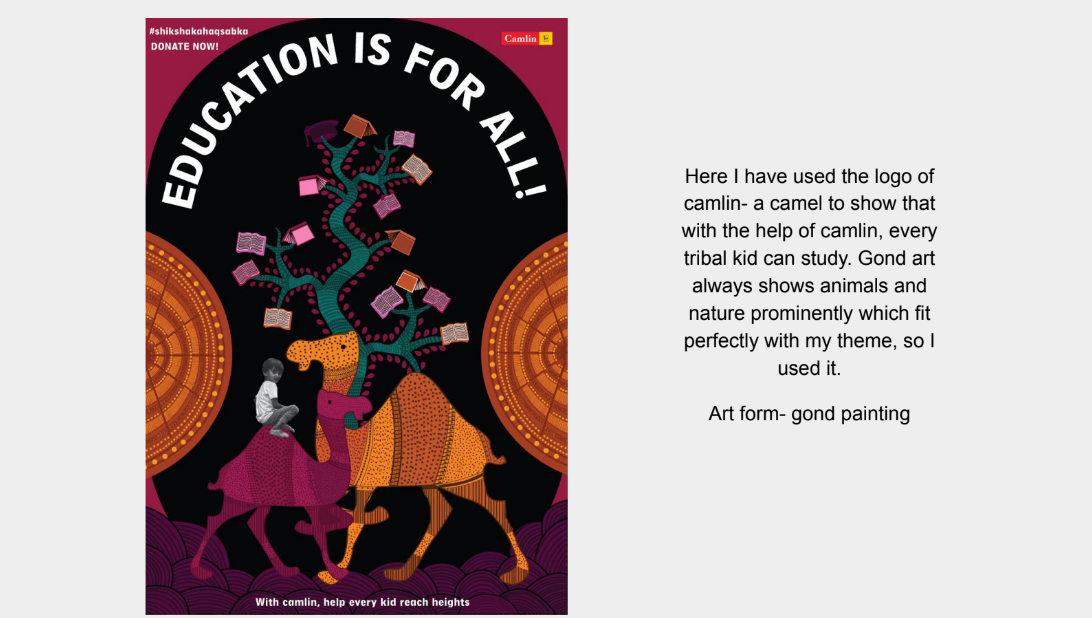 #shikshakahaqsabka
DONATE NOW!
Camlin
EDUCATION IS FOR ALL!
With camlin, help every kid reach heights
Here I have used the logo of
camlin- a camel to show that
with the help of camlin, every
tribal kid can study. Gond art
always shows animals and
nature prominently which fit
perfectly with my theme, so I
used it.
Art form- gond painting